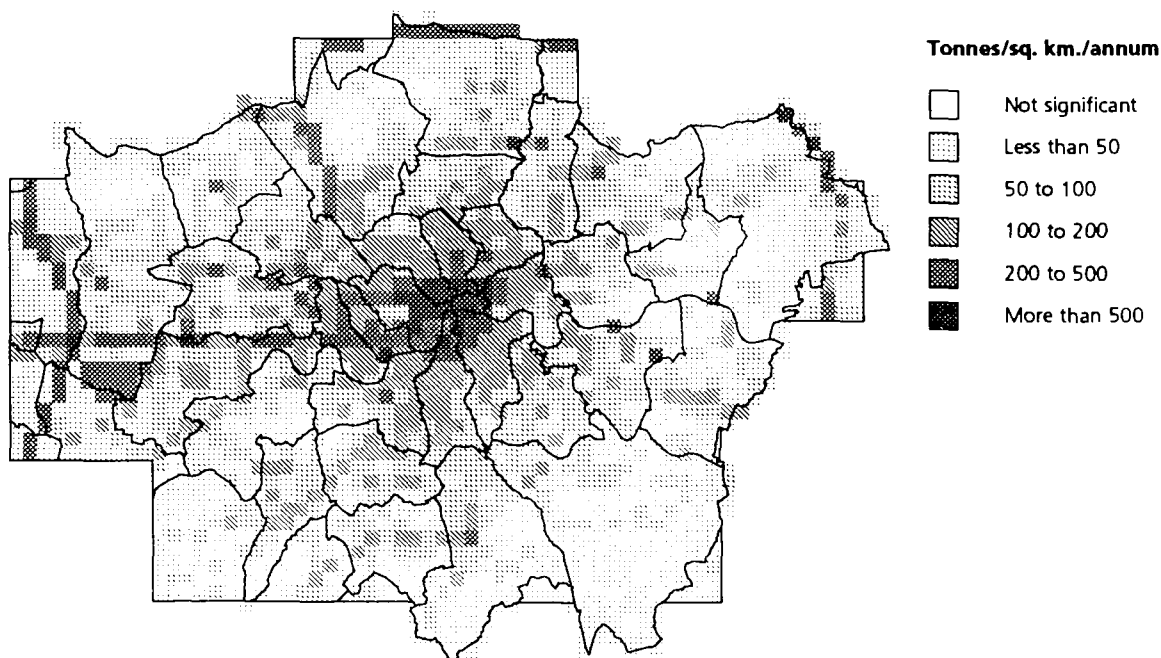 Tonnes/sq. km./annum
Not significant
Less than 50
50 to 100
100 to 200
200 to 500
More than 500